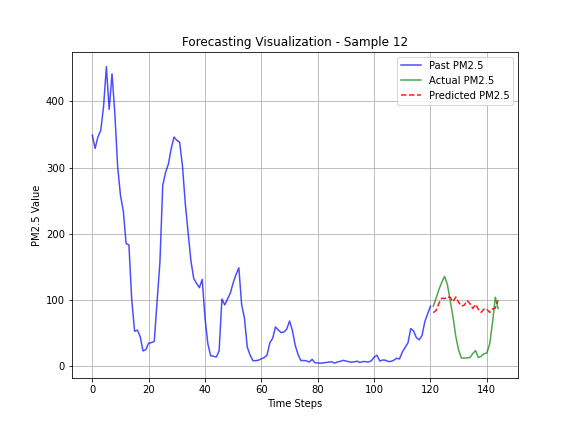 Forecasting Visualization - Sample 12
Past PM2.5
Actual PM2.5
Predicted PM2.5
PM2.5 Value
400
300
200
100
0
0 20 40 60 80 100 120 140
Time Steps